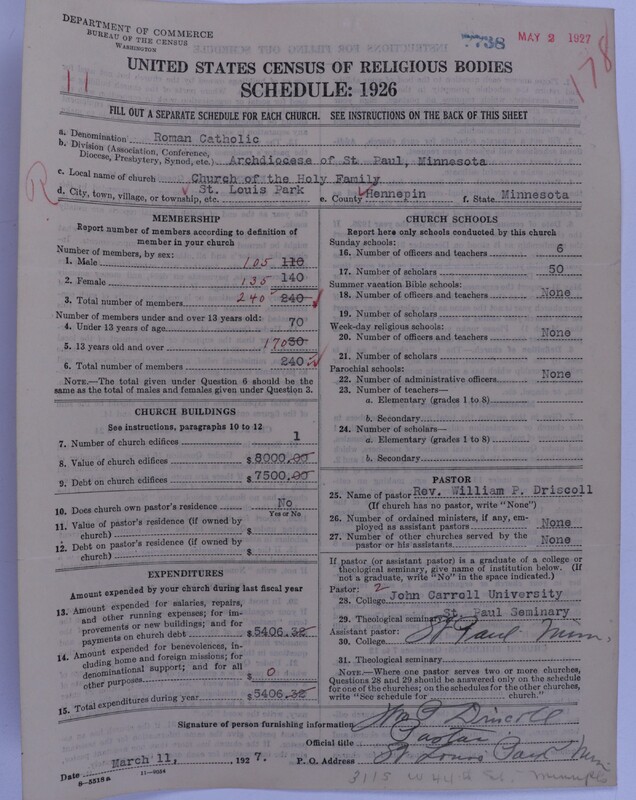 DEPARTMENT OF COMMERCE
BUREAU OF THE CENSUS
WASHINGTON
7738 MAY 2 1927
178
11
UNITED STATES CENSUS OF RELIGIOUS BODIES
SCHEDULE: 1926
FILL OUT A SEPARATE SCHEDULE FOR EACH CHURCH. SEE INSTRUCTIONS ON THE BACK OF THIS SHEET
a. Denomination Roman Catholic
b. Division (Association, Conference,
Diocese, Presbytery, Synod, etc.) Archdiocese of St. Paul, Minnesota
c. Local name of church Church of the Holy Family
R d. City, town, village, or township, etc. St. Louis Park e. County Hennepin f. State Minnesota
MEMBERSHIP
Report number of members according to definition of
member in your church
Number of members, by sex:
1. Male 105 110
2. Female 135 140
3. Total number of members 240 240
Number of members under and over 13 years old:
4. Under 13 years of age 70
5. 13 years old and over 170
6. Total number of members 240
NOTE.—The total given under Question 6 should be
same as the total of males and females given under Question 3.
CHURCH BUILDINGS
See instructions, paragraphs 10 to 12
7. Number of church edifices 1
8. Value of church edifices $8000.00
9. Debt on church edifices $7500.00
10. Does church own pastor's residence No
Yes or No
11. Value of pastor's residence (if owned by
church) $
12. Debt on pastor's residence (if owned by
church) $
EXPENDITURES
Amount expended by your church during last fiscal year
13. Amount expended for salaries, repairs,
and other running expenses; for im-
provements or new buildings; and for
payments on church debt $5406.32
14. Amount expended for benevolences, in-
cluding home and foreign missions; for
denominational support; and for all
other purposes $ 0
15. Total expenditures during year $5406.32
CHURCH SCHOOLS
Report here only schools conducted by this church
Sunday schools:
16. Number of officers and teachers 6
17. Number of scholars 50
Summer vacation Bible schools:
18. Number of officers and teachers None
19. Number of scholars
Week-day religious schools:
20. Number of officers and teachers None
21. Number of scholars
Parochial schools:
22. Number of administrative officers None
23. Number of teachers—
a. Elementary (grades 1 to 8)
b. Secondary
24. Number of scholars—
a. Elementary (grades 1 to 8)
b. Secondary
PASTOR
25. Name of pastor Rev. William P. Driscoll
(If church has no pastor, write "None")
26. Number of ordained ministers, if any, em-
ployed as assistant pastors None
27. Number of other churches served by the
pastor or his assistants None
If pastor (or assistant pastor) is a graduate of a college or
theological seminary, give name of institution below. (If
not a graduate, write "No" in the space indicated.)
Pastor: 2
28. College John Carroll University
29. Theological seminary St. Paul Seminary
Assistant pastor: St Paul Minn.
30. College
31. Theological seminary
NOTE.—Where one pastor serves two or more churches,
Questions 28 and 29 should be answered only on the schedule
for one of the churches; on the schedules for the other churches,
write "See schedule for church."
Signature of person furnishing information Wm P Driscoll
Official title Pastor
Date March 11, 1927. P. O. Address St Louis Park Minn
8-5318a 11-9054
3115 W 44th St. Minnpls